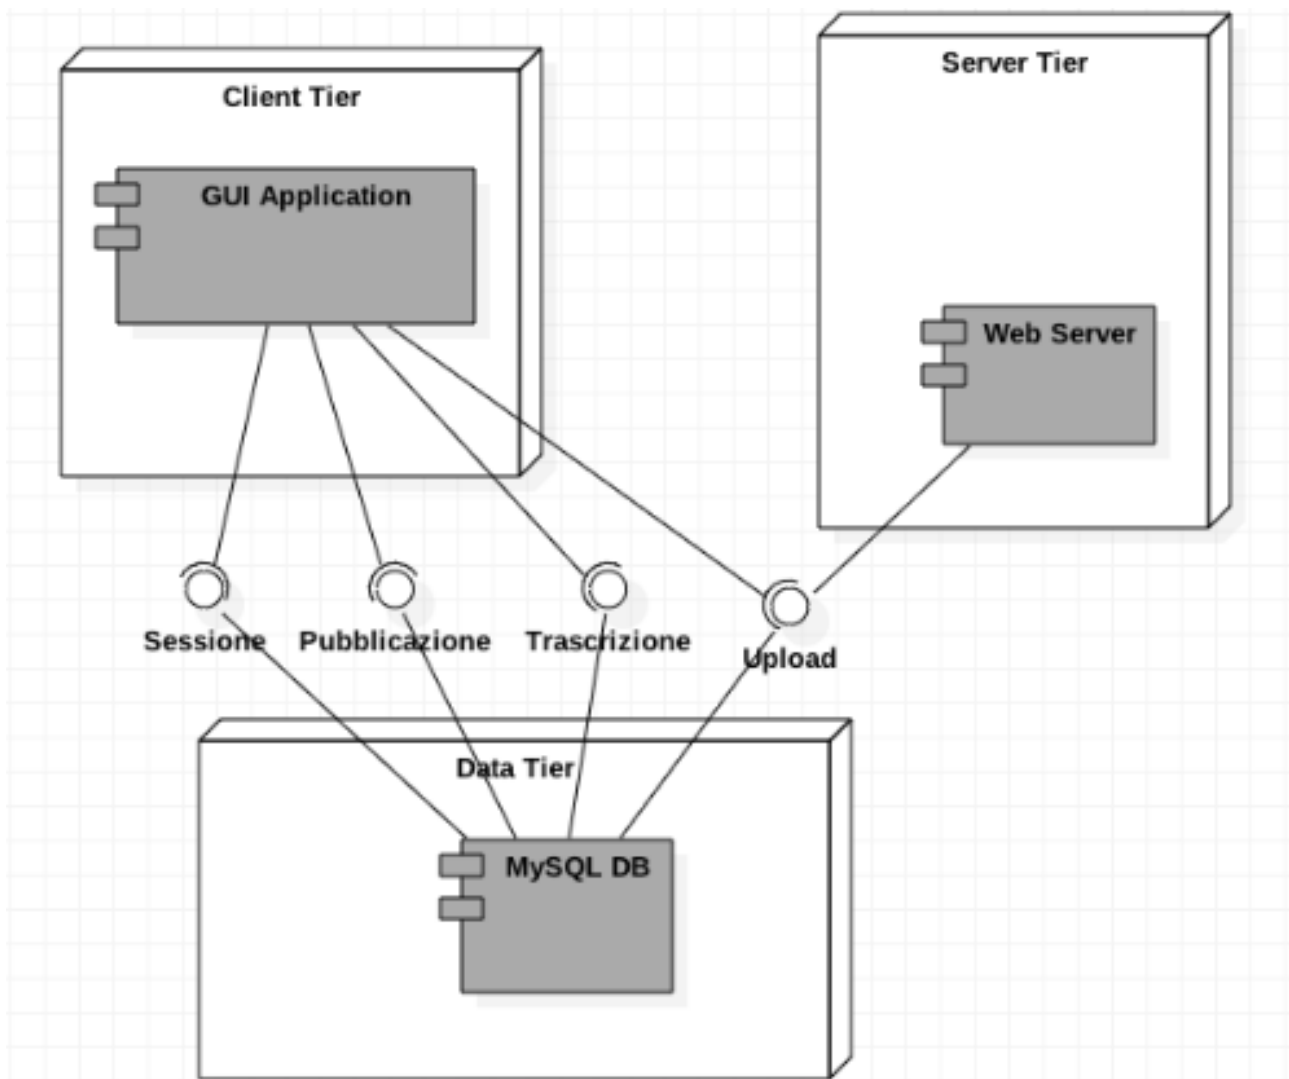 Server Tier
Client Tier
GUI Application
Web Server
Sessione
Pubblicazione
Trascrizione
Upload
Data Tier
MySQL DB